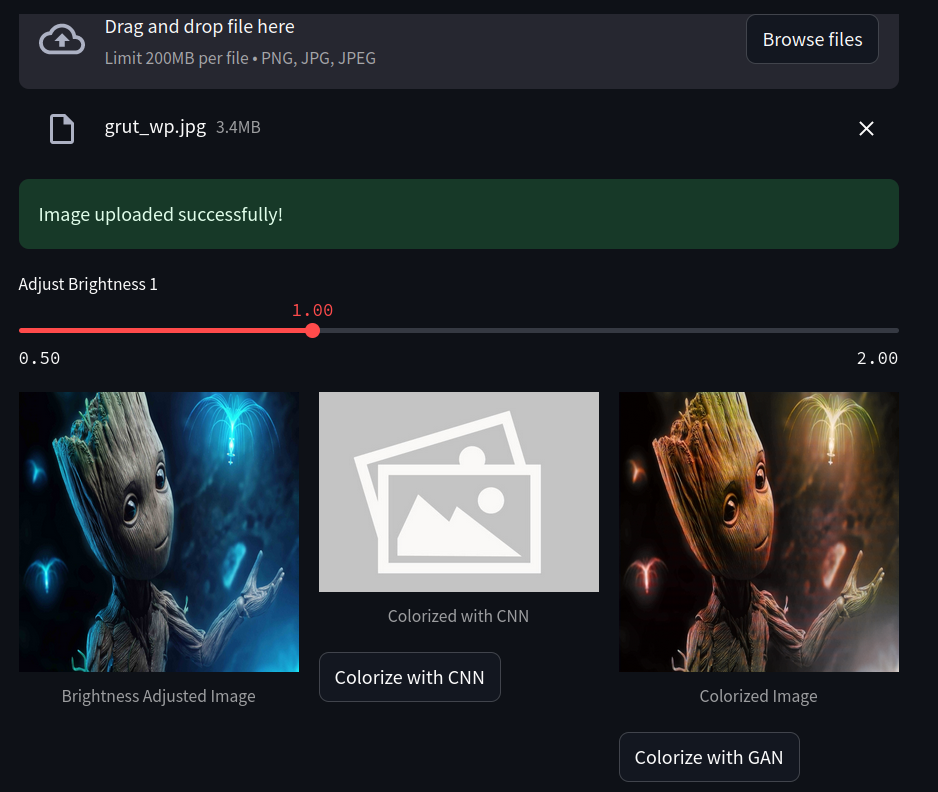 Drag and drop file here
Limit 200MB per file • PNG, JPG, JPEG
Browse files
grut_wp.jpg 3.4MB
Image uploaded successfully!
Adjust Brightness 1
1.00
0.50
2.00
Brightness Adjusted Image
Colorized with CNN
Colorize with CNN
Colorized Image
Colorize with GAN